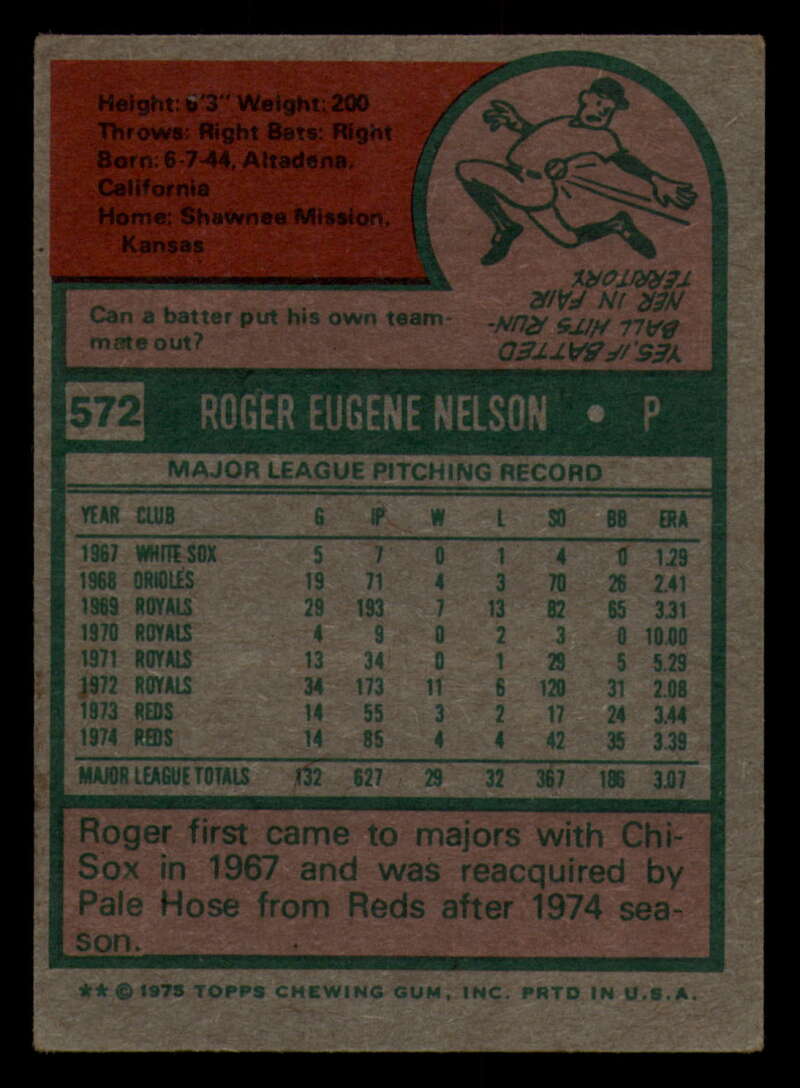 Height: 6'3" Weight: 200
Throws: Right Bats: Right
Born: 6-7-44, Altadena,
California
Home: Shawnee Mission,
Kansas
Can a batter put his own team-
mate out?
YES, IF BATTED
BALL HITS RUN-
NER IN FAIR
TERRITORY.
572 ROGER EUGENE NELSON • P
MAJOR LEAGUE PITCHING RECORD
YEAR CLUB G IP W L SO BB ERA
1967 WHITE SOX 5 7 0 1 4 0 1.29
1968 ORIOLES 19 71 4 3 70 26 2.41
1969 ROYALS 29 193 7 13 82 65 3.31
1970 ROYALS 4 9 0 2 3 0 10.00
1971 ROYALS 13 34 0 1 29 5 5.29
1972 ROYALS 34 173 11 6 120 31 2.08
1973 REDS 14 55 3 2 17 24 3.44
1974 REDS 14 85 4 4 42 35 3.39
MAJOR LEAGUE TOTALS 132 627 29 32 367 186 3.07
Roger first came to majors with Chi-
Sox in 1967 and was reacquired by
Pale Hose from Reds after 1974 sea-
son.
** © 1975 TOPPS CHEWING GUM, INC. PRTD IN U.S.A.